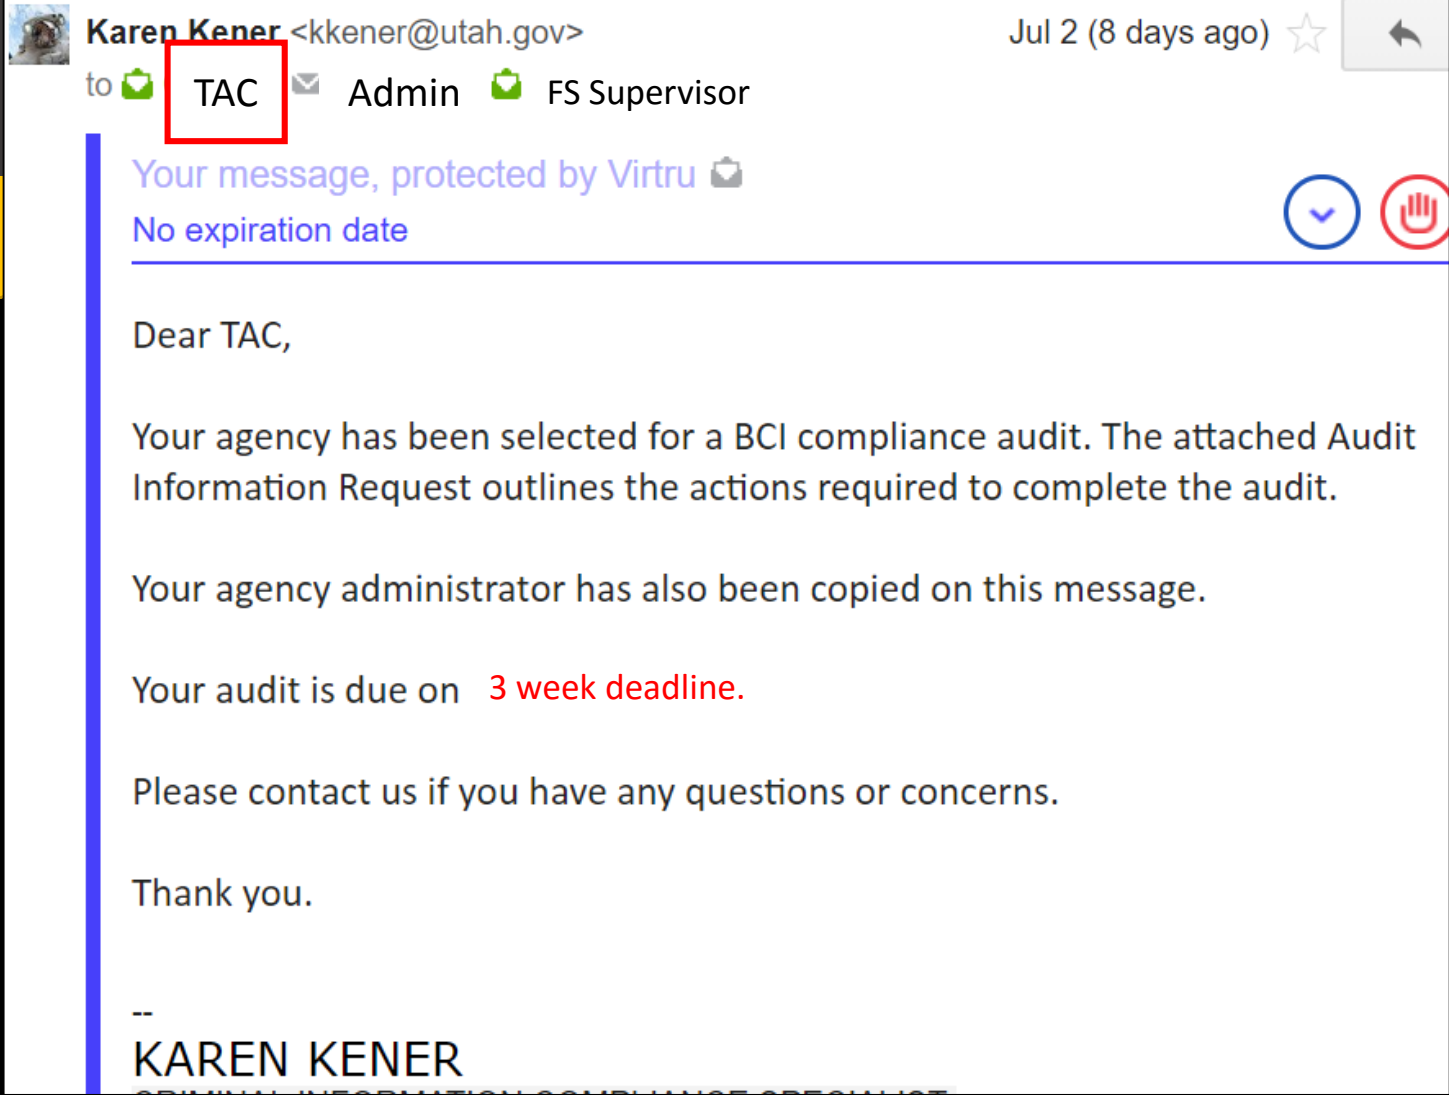 Karen Kener <kkener@utah.gov> Jul 2 (8 days ago)
to TAC Admin FS Supervisor
Your message, protected by Virtru
No expiration date
Dear TAC,
Your agency has been selected for a BCI compliance audit. The attached Audit
Information Request outlines the actions required to complete the audit.
Your agency administrator has also been copied on this message.
Your audit is due on 3 week deadline.
Please contact us if you have any questions or concerns.
Thank you.
--
KAREN KENER
CRIMINAL INFORMATION COMPLIANCE SPECIALIST